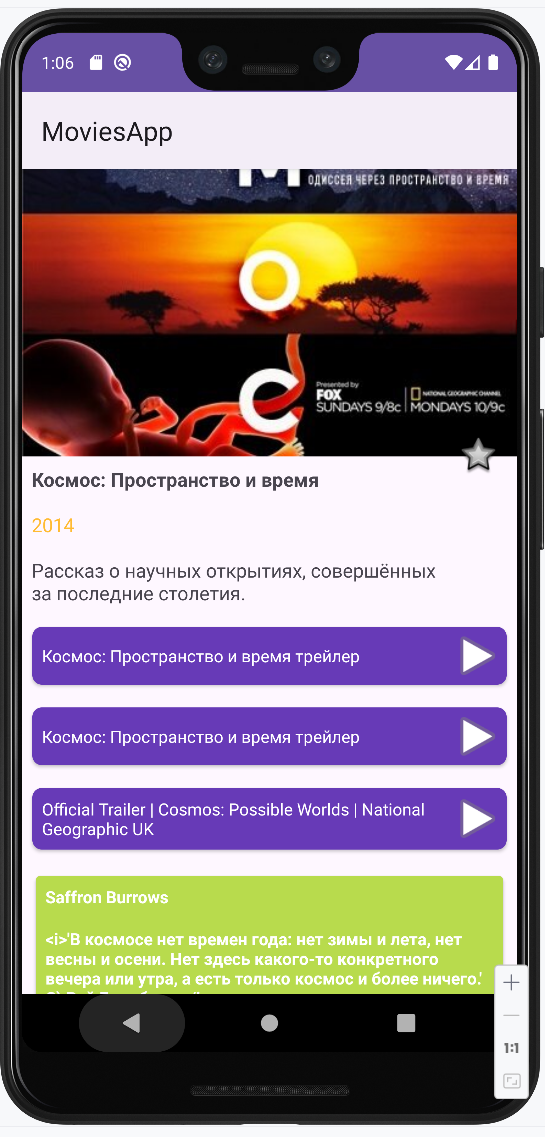 1:06
MoviesApp
ОДИССЕЯ ЧЕРЕЗ ПРОСТРАНСТВО И ВРЕМЯ
О
С
Presented by
FOX
SUNDAYS 9/8c
NATIONAL GEOGRAPHIC CHANNEL
MONDAYS 10/9c
Космос: Пространство и время
2014
Рассказ о научных открытиях, совершённых
за последние столетия.
Космос: Пространство и время трейлер
Космос: Пространство и время трейлер
Official Trailer | Cosmos: Possible Worlds | National
Geographic UK
Saffron Burrows
<i>'В космосе нет времен года: нет зимы и лета, нет
весны и осени. Нет здесь какого-то конкретного
вечера или утра, а есть только космос и более ничего.'
1:1